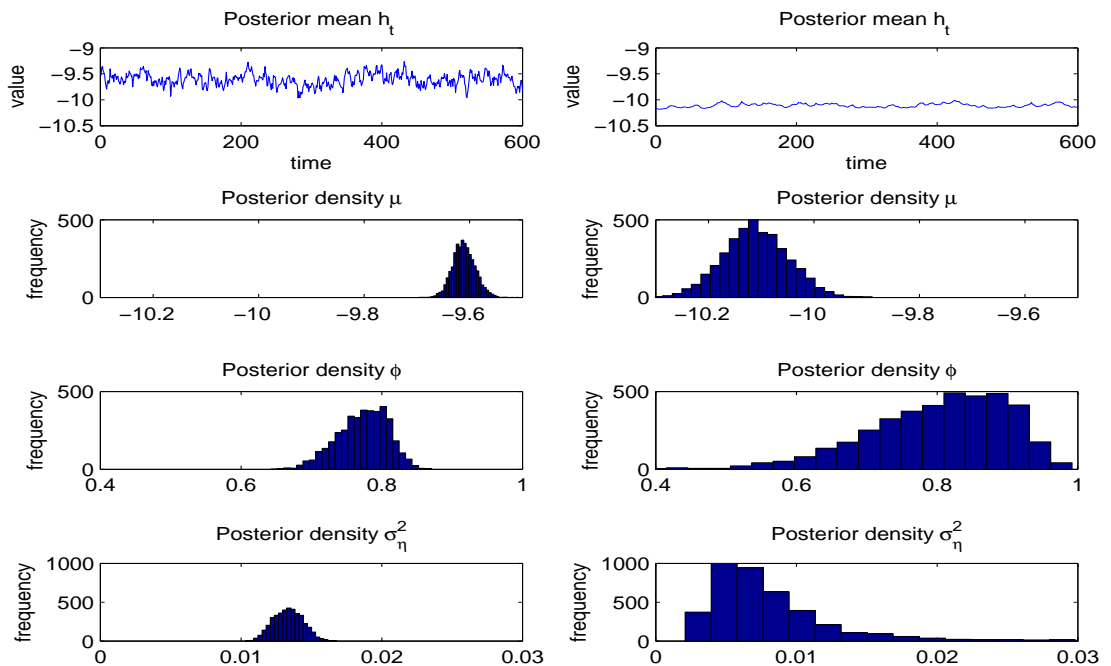 Posterior mean h_t
value
−9
−9.5
−10
−10.5
0 200 400 600
time
Posterior mean h_t
value
−9
−9.5
−10
−10.5
0 200 400 600
time
Posterior density μ
frequency
500
0
−10.2 −10 −9.8 −9.6
Posterior density μ
frequency
500
0
−10.2 −10 −9.8 −9.6
Posterior density ϕ
frequency
500
0
0.4 0.6 0.8 1
Posterior density ϕ
frequency
500
0
0.4 0.6 0.8 1
Posterior density σ_η^2
frequency
1000
500
0
0 0.01 0.02 0.03
Posterior density σ_η^2
frequency
1000
500
0
0 0.01 0.02 0.03